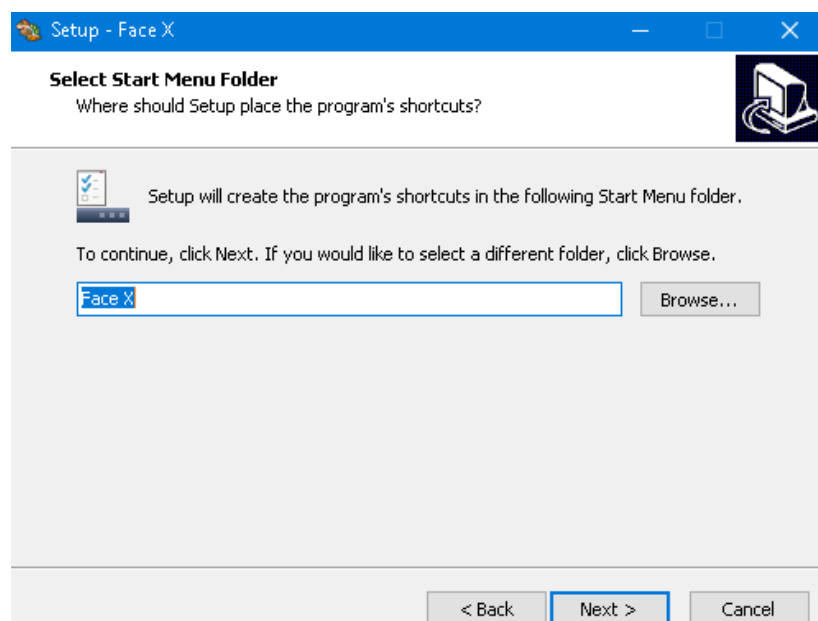 Setup - Face X
Select Start Menu Folder
Where should Setup place the program's shortcuts?
Setup will create the program's shortcuts in the following Start Menu folder.
To continue, click Next. If you would like to select a different folder, click Browse.
Face X
Browse...
< Back
Next >
Cancel